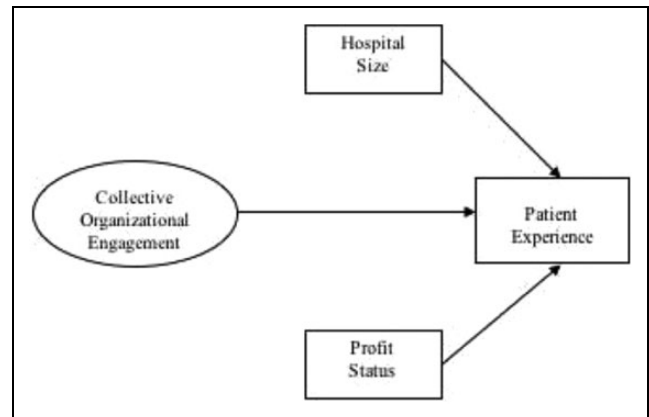 Hospital
Size
Collective
Organizational
Engagement
Patient
Experience
Profit
Status